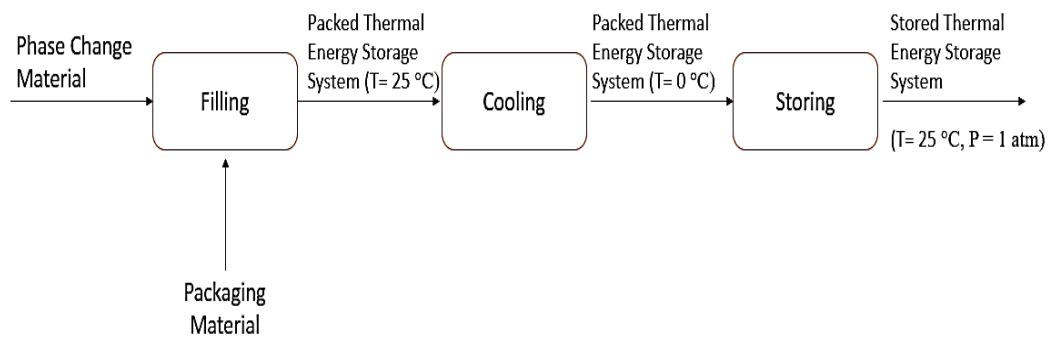 Phase Change
Material
Filling
Packaging
Material
Packed Thermal
Energy Storage
System (T= 25 °C)
Cooling
Packed Thermal
Energy Storage
System (T= 0 °C)
Storing
Stored Thermal
Energy Storage
System
(T= 25 °C, P = 1 atm)